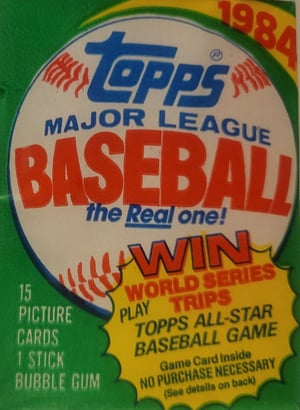 1984
TOPPS®
MAJOR LEAGUE
BASEBALL
the Real one!
WIN
WORLD SERIES
TRIPS
PLAY
TOPPS ALL-STAR
BASEBALL GAME
Game Card Inside
NO PURCHASE NECESSARY
(See details on back)
15
PICTURE
CARDS
1 STICK
BUBBLE GUM